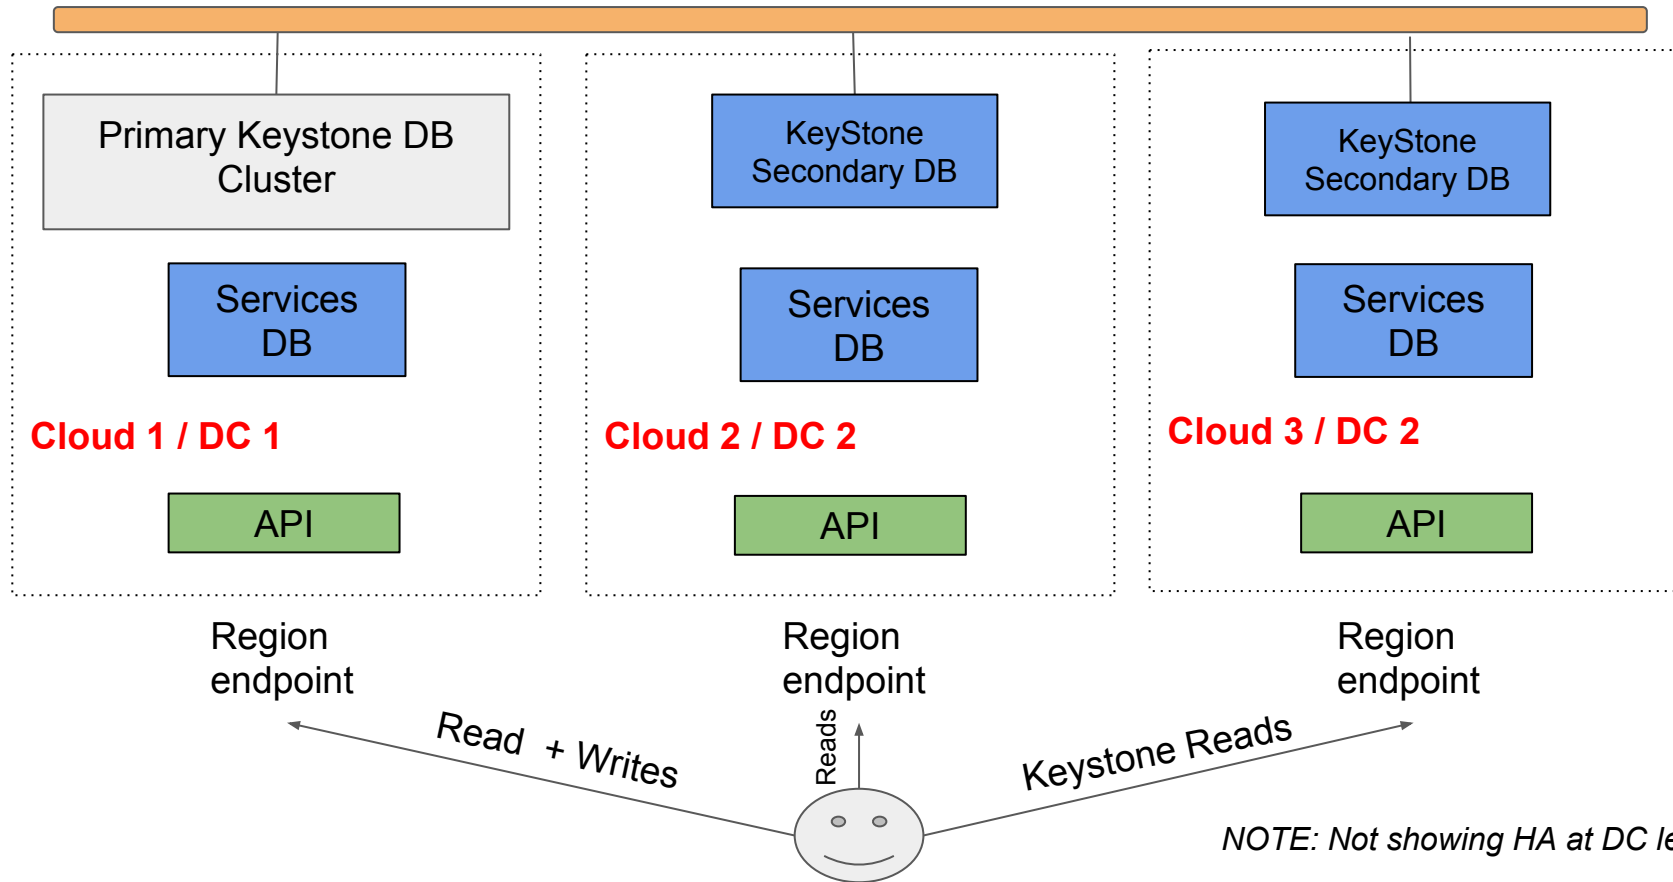 Primary Keystone DB
Cluster
KeyStone
Secondary DB
KeyStone
Secondary DB
Services
DB
Services
DB
Services
DB
Cloud 1 / DC 1
Cloud 2 / DC 2
Cloud 3 / DC 2
API
API
API
Region
endpoint
Region
endpoint
Region
endpoint
Read + Writes
Reads
Keystone Reads
NOTE: Not showing HA at DC